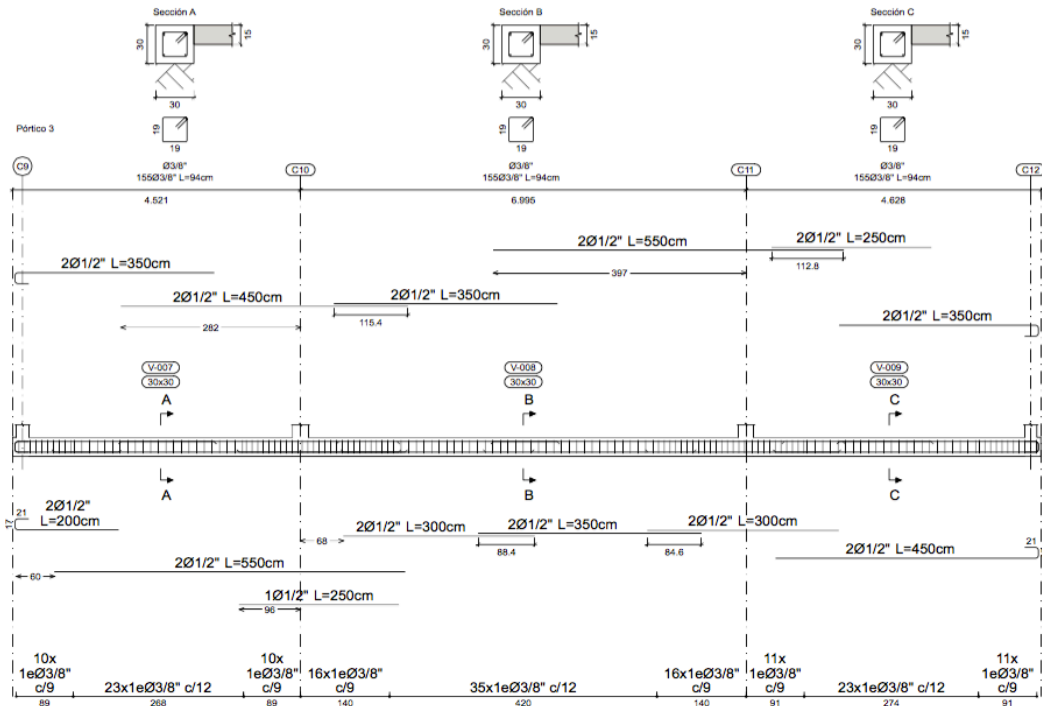 Sección A
Sección B
Sección C
30
15
30
15
30
15
30
30
30
19
19
19
Pórtico 3
19
19
19
C9
Ø3/8"
C10
Ø3/8"
C11
Ø3/8"
C12
155Ø3/8" L=94cm
155Ø3/8" L=94cm
155Ø3/8" L=94cm
4.521
6.995
4.628
2Ø1/2" L=550cm
2Ø1/2" L=250cm
2Ø1/2" L=350cm
397
112.8
2Ø1/2" L=450cm
2Ø1/2" L=350cm
282
115.4
2Ø1/2" L=350cm
V-007
V-008
V-009
30x30
30x30
30x30
A
B
C
A
B
C
21
2Ø1/2"
L=200cm
17
2Ø1/2" L=300cm
2Ø1/2" L=350cm
2Ø1/2" L=300cm
68
88.4
84.6
21
2Ø1/2" L=450cm
2Ø1/2" L=550cm
60
1Ø1/2" L=250cm
96
10x
1eØ3/8"
c/9
23x1eØ3/8" c/12
10x
1eØ3/8"
c/9
16x1eØ3/8"
c/9
35x1eØ3/8" c/12
16x1eØ3/8"
c/9
11x
1eØ3/8"
c/9
23x1eØ3/8" c/12
11x
1eØ3/8"
c/9
89
268
89
140
420
140
91
274
91